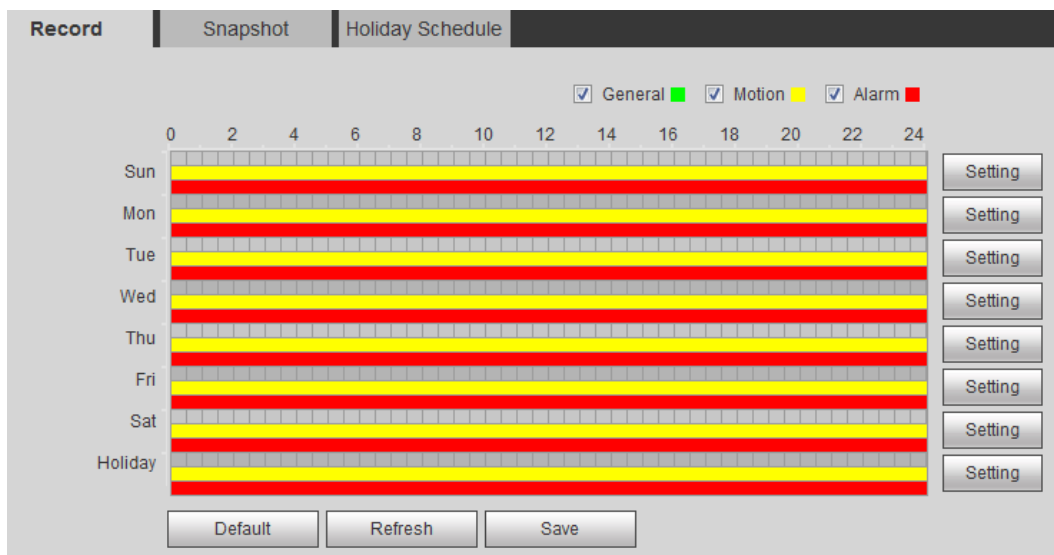 Record Snapshot Holiday Schedule
General Motion Alarm
0 2 4 6 8 10 12 14 16 18 20 22 24
Sun Setting
Mon Setting
Tue Setting
Wed Setting
Thu Setting
Fri Setting
Sat Setting
Holiday Setting
Default Refresh Save